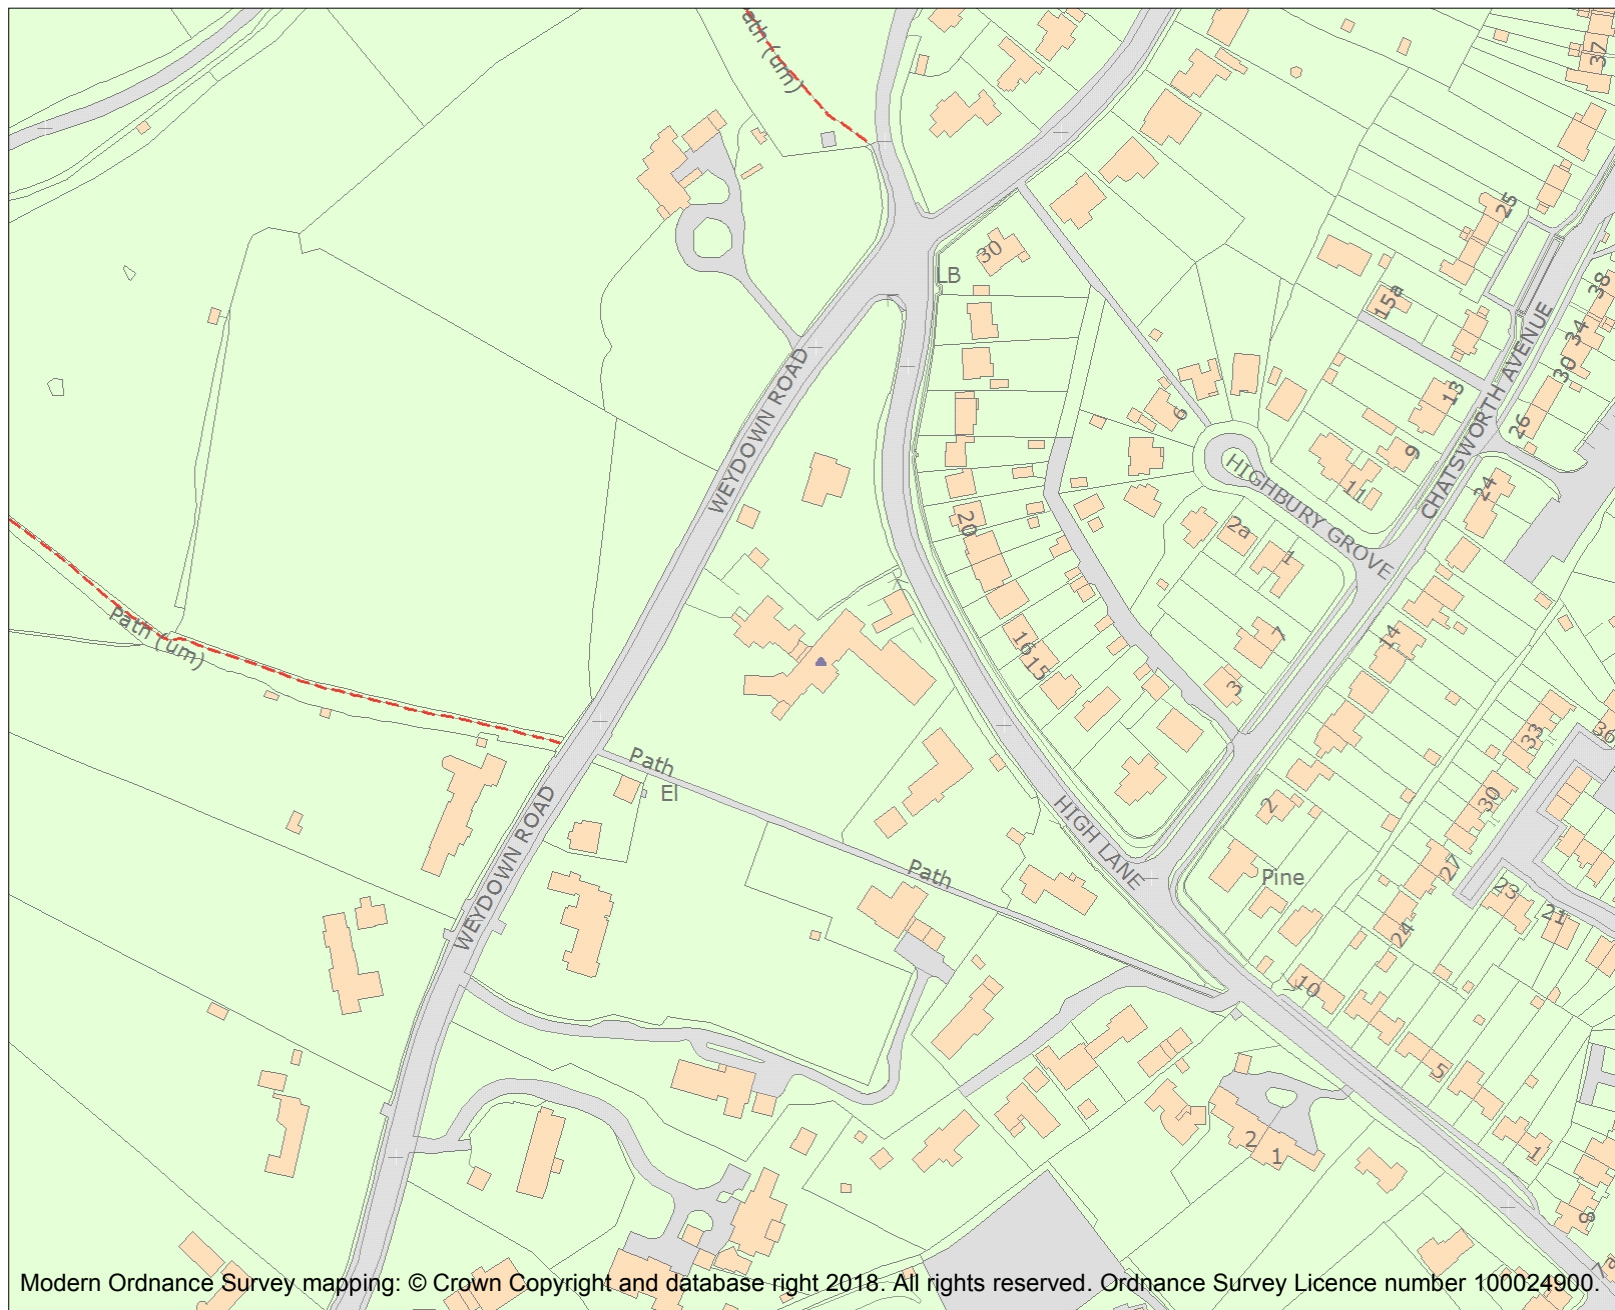 ath (um)
37
25
30
LB
38
15a
34
30
WEYDOWN ROAD
13
CHATSWORTH AVENUE
6
26
9
HIGHBURY GROVE
11
24
20
2a
1
Path (um)
16
15
7
14
3
33
36
Path
El
WEYDOWN ROAD
HIGH LANE
2
30
Path
Pine
27
23
21
24
10
5
2
1
1
8
7a
Modern Ordnance Survey mapping: © Crown Copyright and database right 2018. All rights reserved. Ordnance Survey Licence number 100024900.